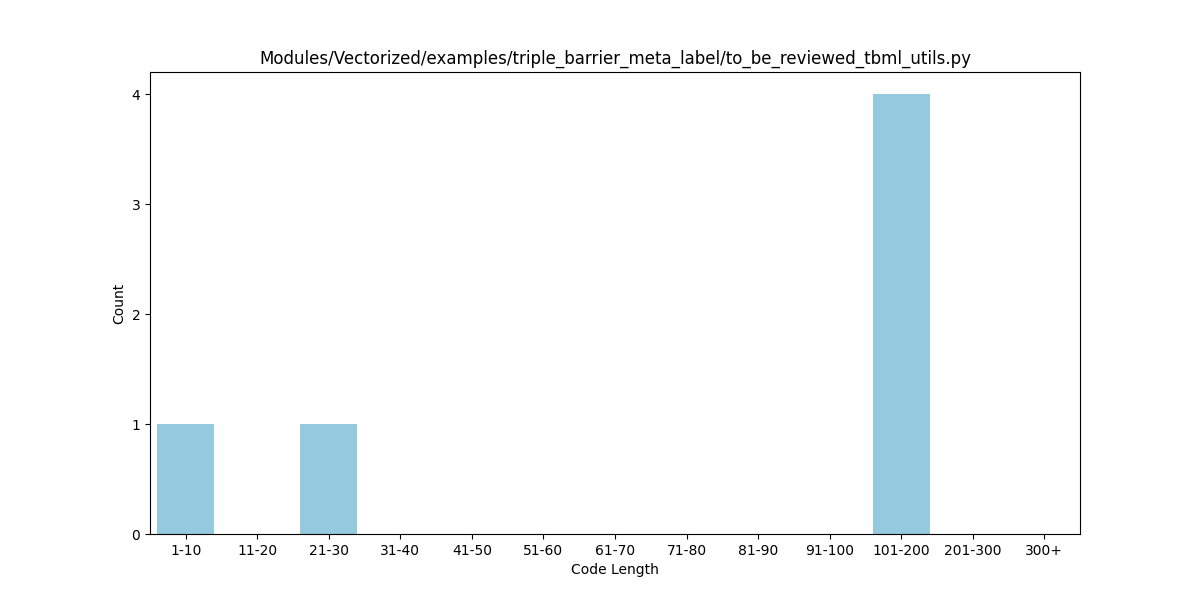 Modules/Vectorized/examples/triple_barrier_meta_label/to_be_reviewed_tbml_utils.py
4
3
2
1
0
Count
1-10 11-20 21-30 31-40 41-50 51-60 61-70 71-80 81-90 91-100 101-200 201-300 300+
Code Length